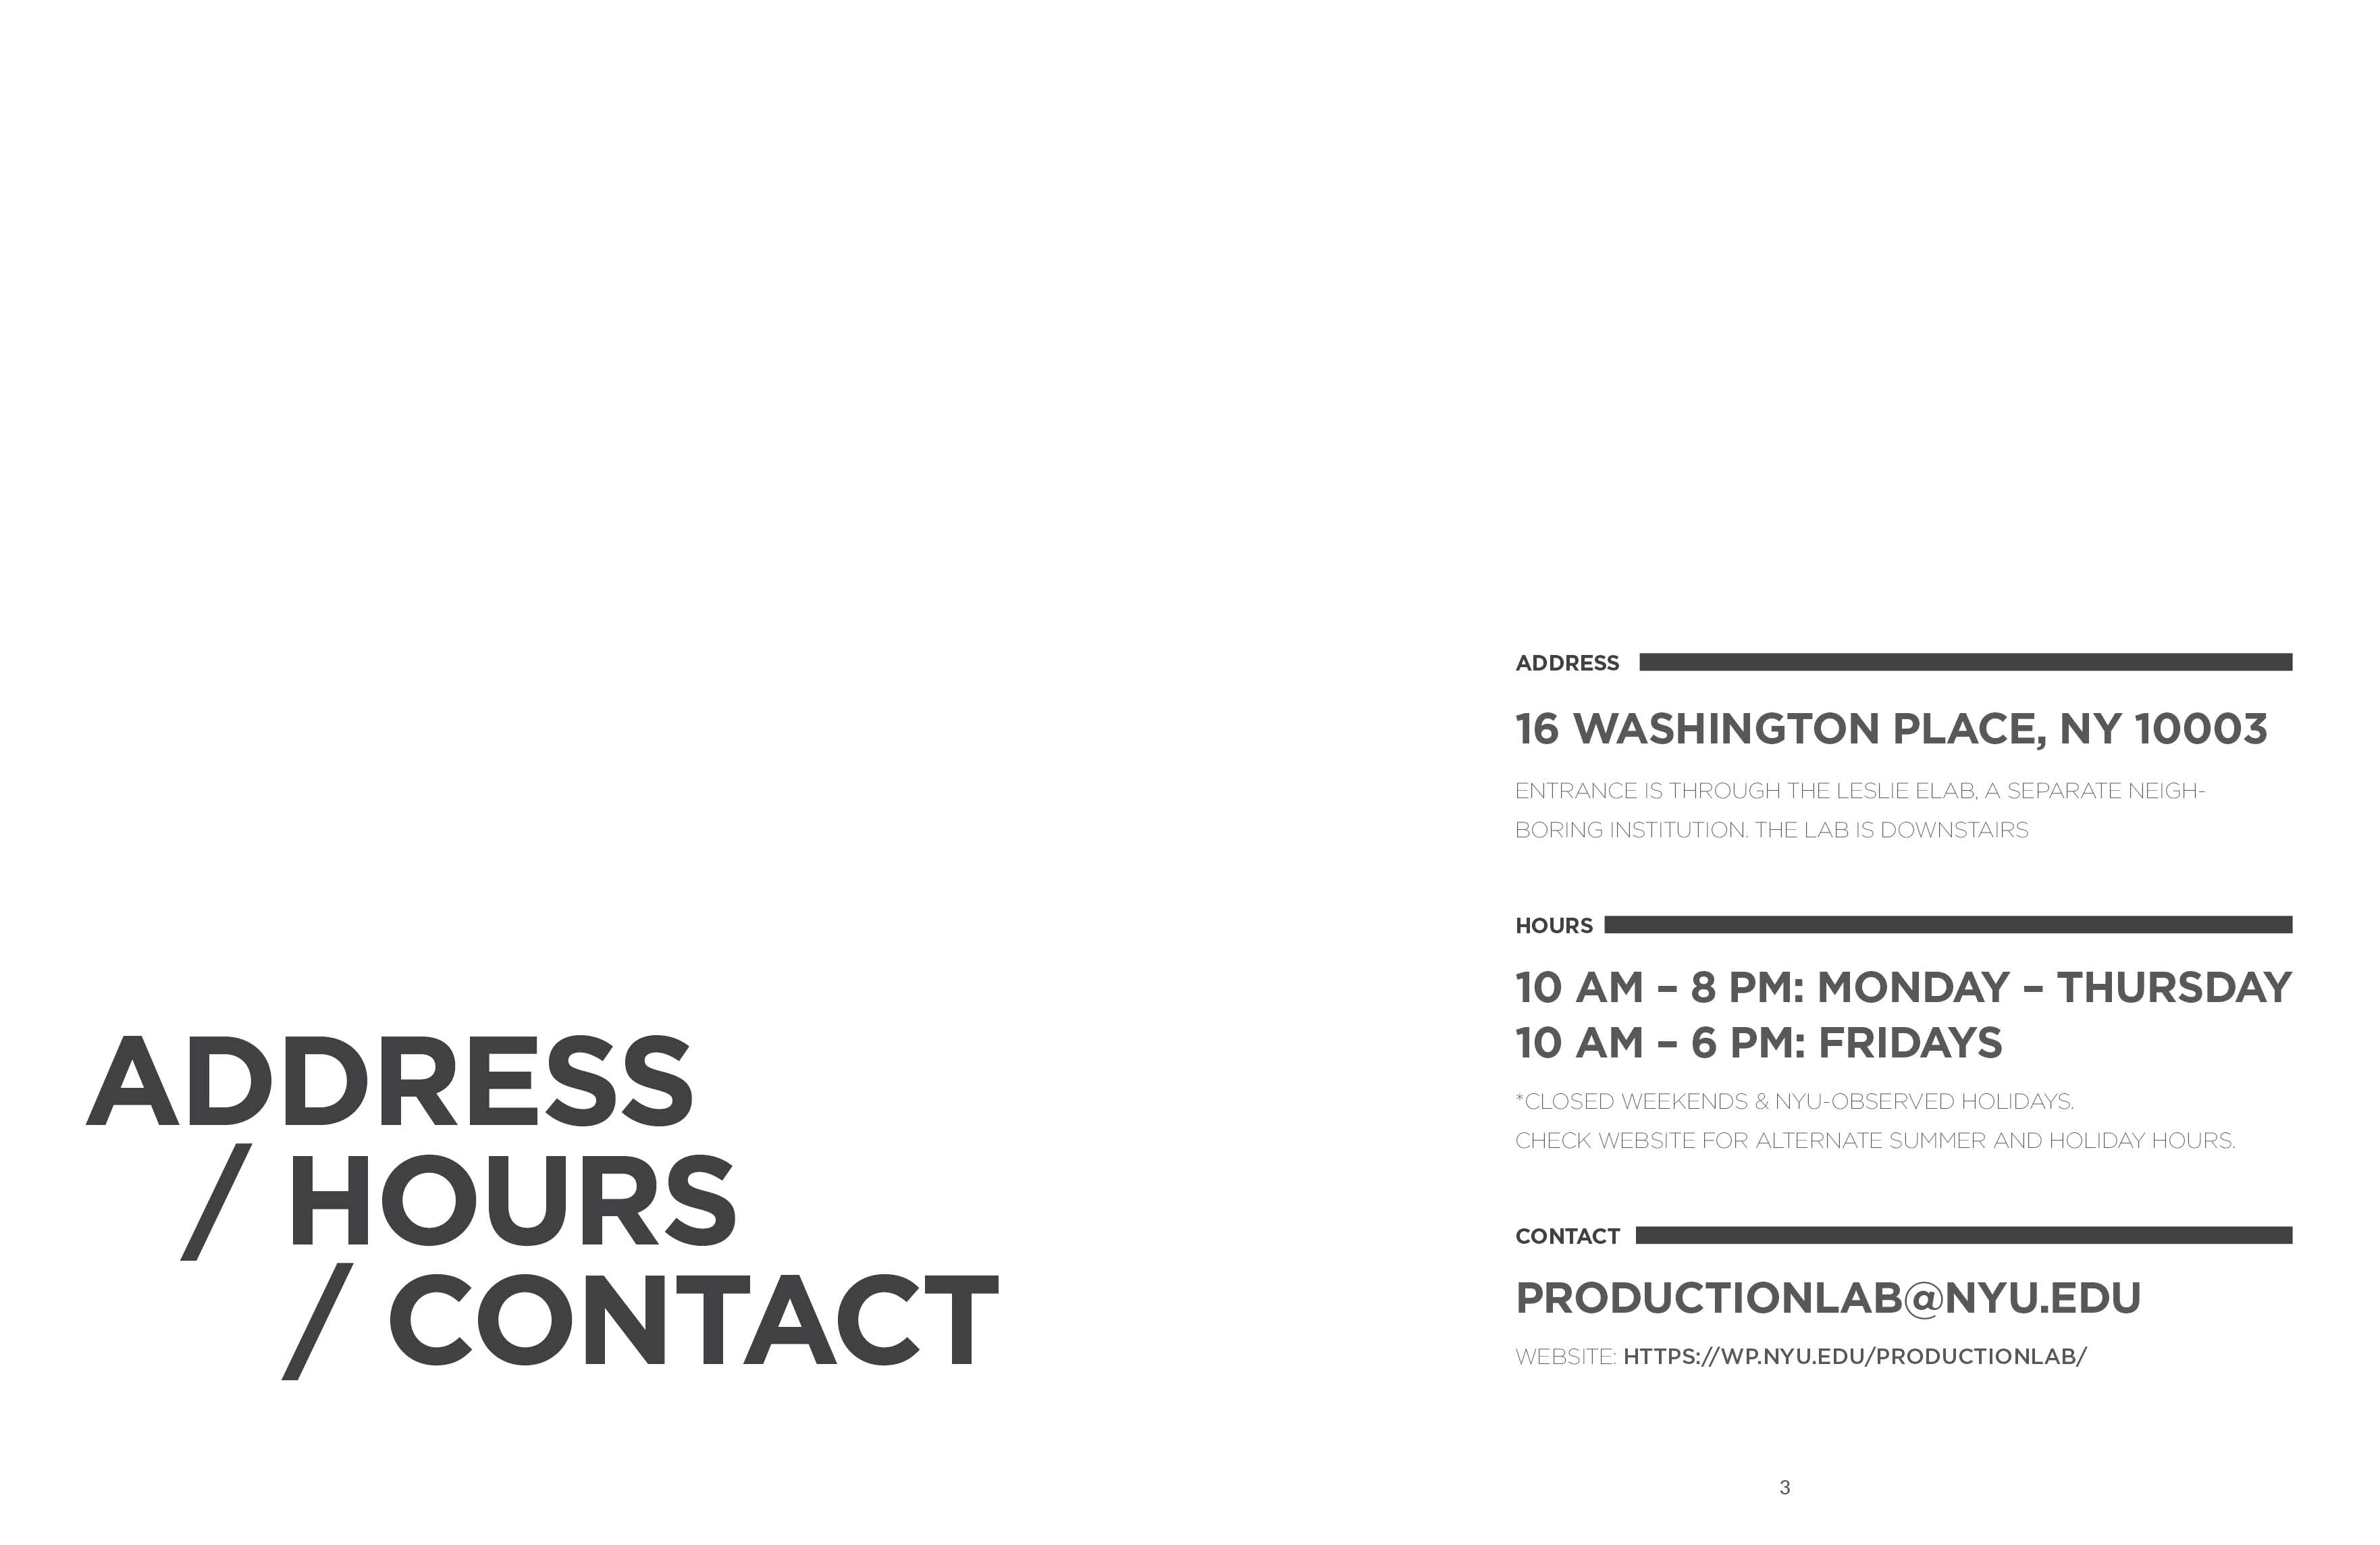 ADDRESS
/ HOURS
/ CONTACT
ADDRESS
16 WASHINGTON PLACE, NY 10003
ENTRANCE IS THROUGH THE LESLIE ELAB, A SEPARATE NEIGH-
BORING INSTITUTION. THE LAB IS DOWNSTAIRS
HOURS
10 AM – 8 PM: MONDAY – THURSDAY
10 AM – 6 PM: FRIDAYS
*CLOSED WEEKENDS & NYU-OBSERVED HOLIDAYS.
CHECK WEBSITE FOR ALTERNATE SUMMER AND HOLIDAY HOURS.
CONTACT
PRODUCTIONLAB@NYU.EDU
WEBSITE: HTTPS://WP.NYU.EDU/PRODUCTIONLAB/
3